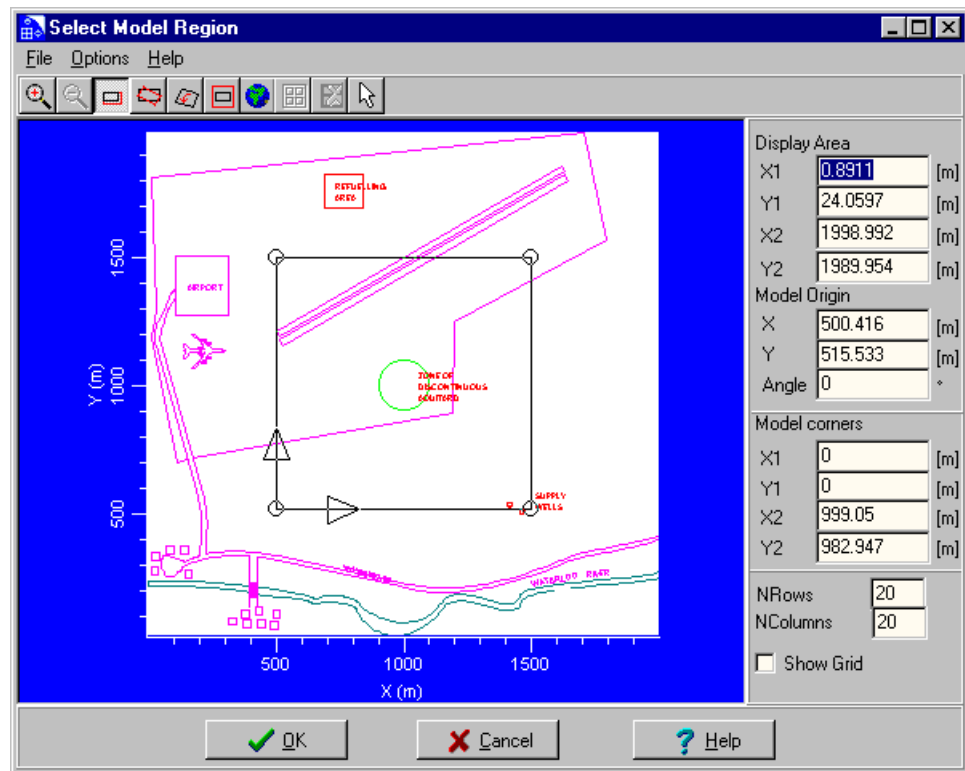 Select Model Region
File Options Help
1500
1000
500
Y (m)
500 1000 1500
X (m)
REFUELLING
AREA
AIRPORT
ZONE OF
DISCONTINUOUS
AQUITARD
SUPPLY
WELLS
WATERLOO RIVER
Display Area
X1 0.8911 [m]
Y1 24.0597 [m]
X2 1998.992 [m]
Y2 1989.954 [m]
Model Origin
X 500.416 [m]
Y 515.533 [m]
Angle 0 °
Model corners
X1 0 [m]
Y1 0 [m]
X2 999.05 [m]
Y2 982.947 [m]
NRows 20
NColumns 20
Show Grid
OK Cancel Help